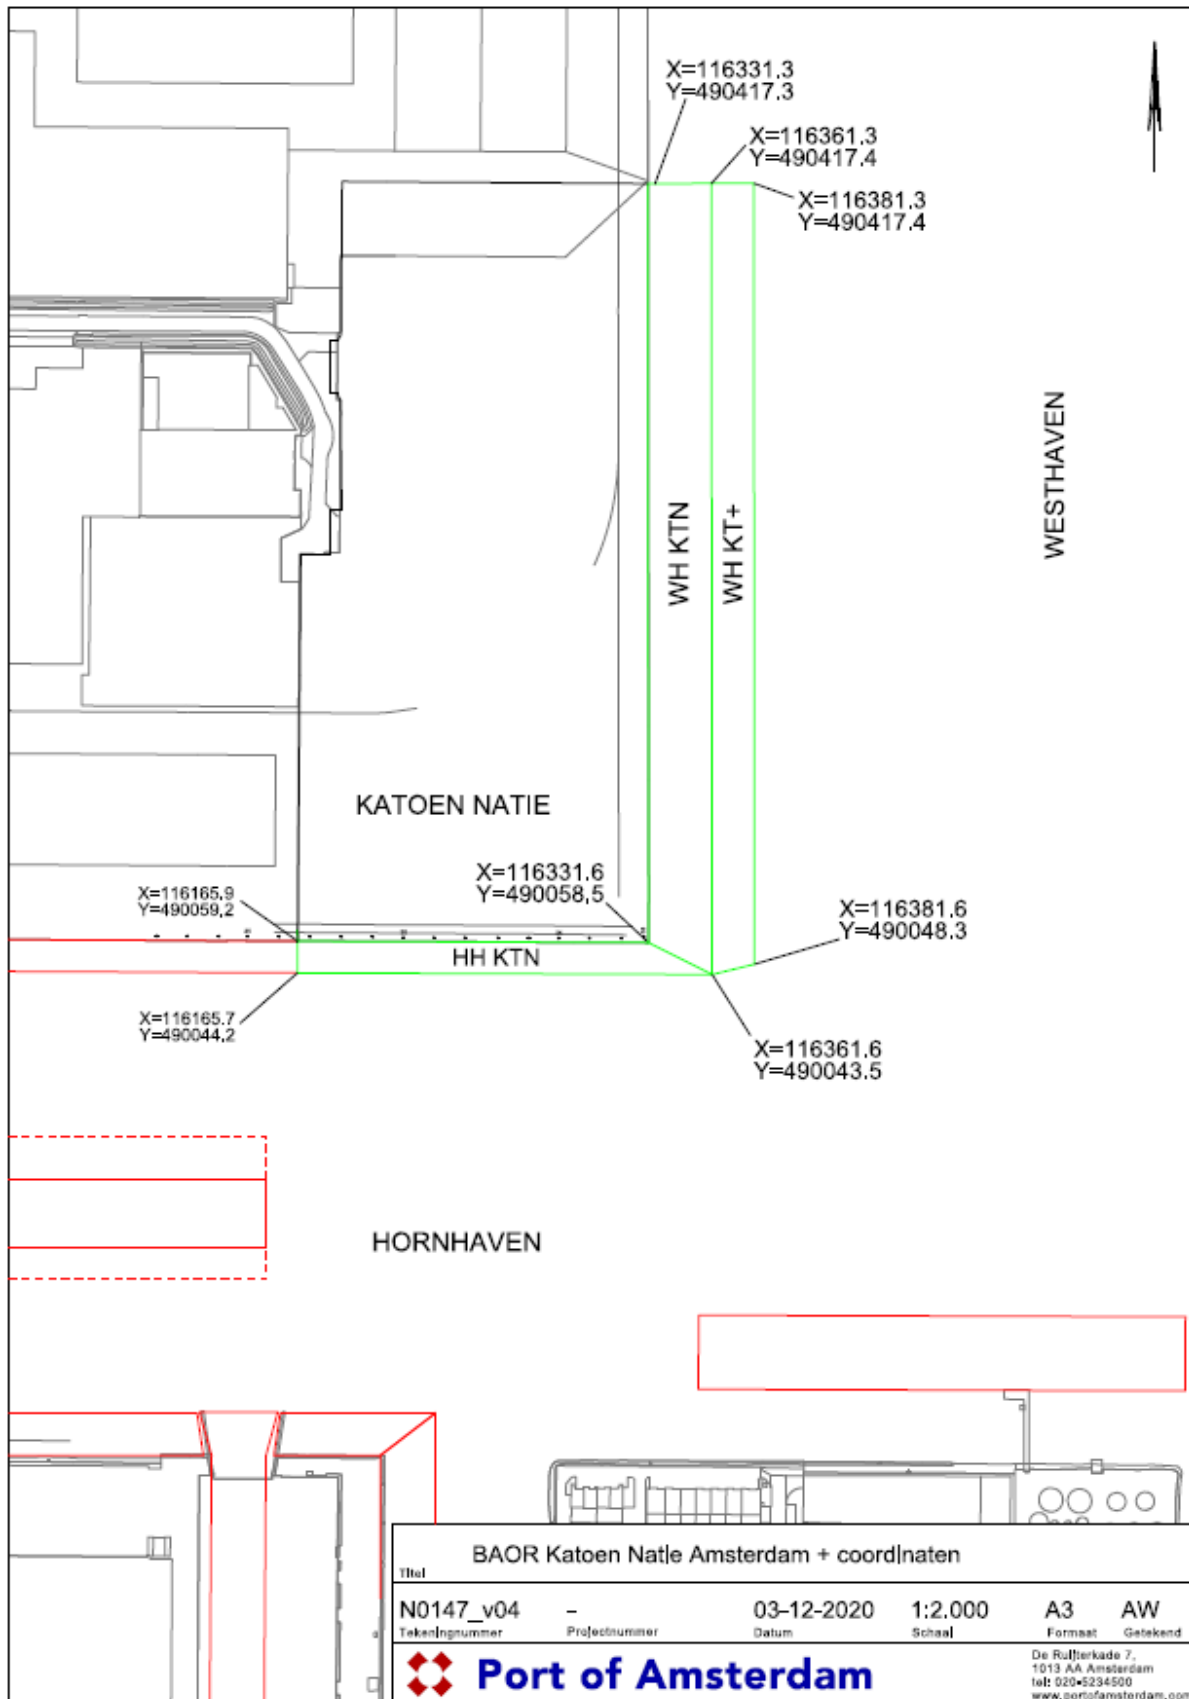 X=116331.3
Y=490417.3
X=116361.3
Y=490417.4
X=116381.3
Y=490417.4
WESTHAVEN
WH KTN
WH KT+
KATOEN NATIE
X=116331.6
Y=490058,5
X=116165.9
Y=490059,2
X=116381.6
Y=490048.3
HH KTN
X=116165.7
Y=490044.2
X=116361.6
Y=490043.5
HORNHAVEN
BAOR Katoen Natie Amsterdam + coordinaten
Titel
N0147_v04 - 03-12-2020 1:2.000 A3 AW
Tekeningnummer Projectnummer Datum Schaal Formaat Getekend
Port of Amsterdam
De Ruijterkade 7,
1013 AA Amsterdam
tel: 020-5234500
www.portofamsterdam.com